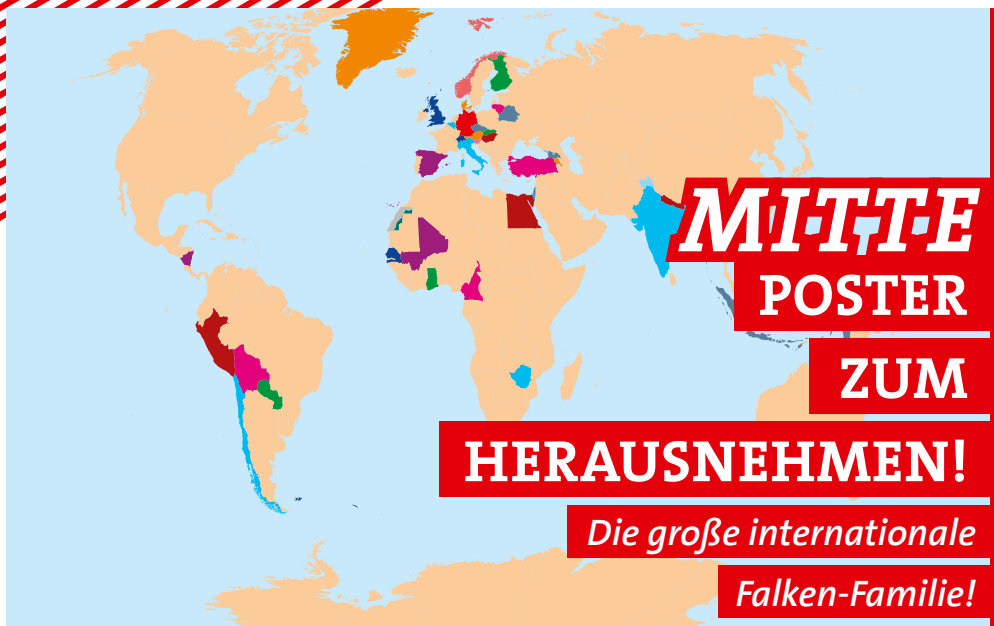 MITTE
POSTER
ZUM
HERAUSNEHMEN!
Die große internationale
Falken-Familie!